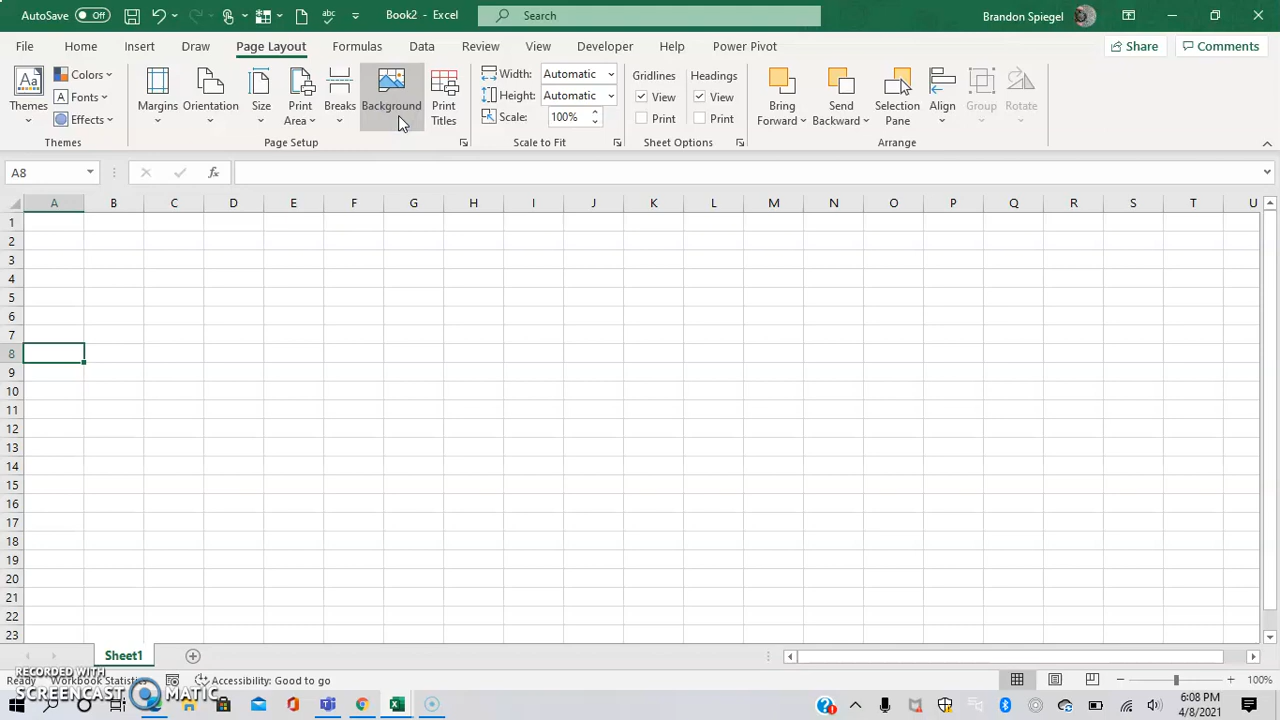 AutoSave Off Book2 - Excel Search Brandon Spiegel
File Home Insert Draw Page Layout Formulas Data Review View Developer Help Power Pivot Share Comments
Themes Colors Fonts Effects Margins Orientation Size Print Area Breaks Background Print Titles Width: Automatic Height: Automatic Scale: 100% Gridlines View Print Headings View Print Bring Forward Send Backward Selection Pane Align Group Rotate
Themes Page Setup Scale to Fit Sheet Options Arrange
A8 fx
A B C D E F G H I J K L M N O P Q R S T U
1
2
3
4
5
6
7
8
9
10
11
12
13
14
15
16
17
18
19
20
21
22
23
Sheet1
RECORDED WITH
Ready Workbook Statistics Accessibility: Good to go 100%
SCREENCAST MATIC
6:08 PM
4/8/2021